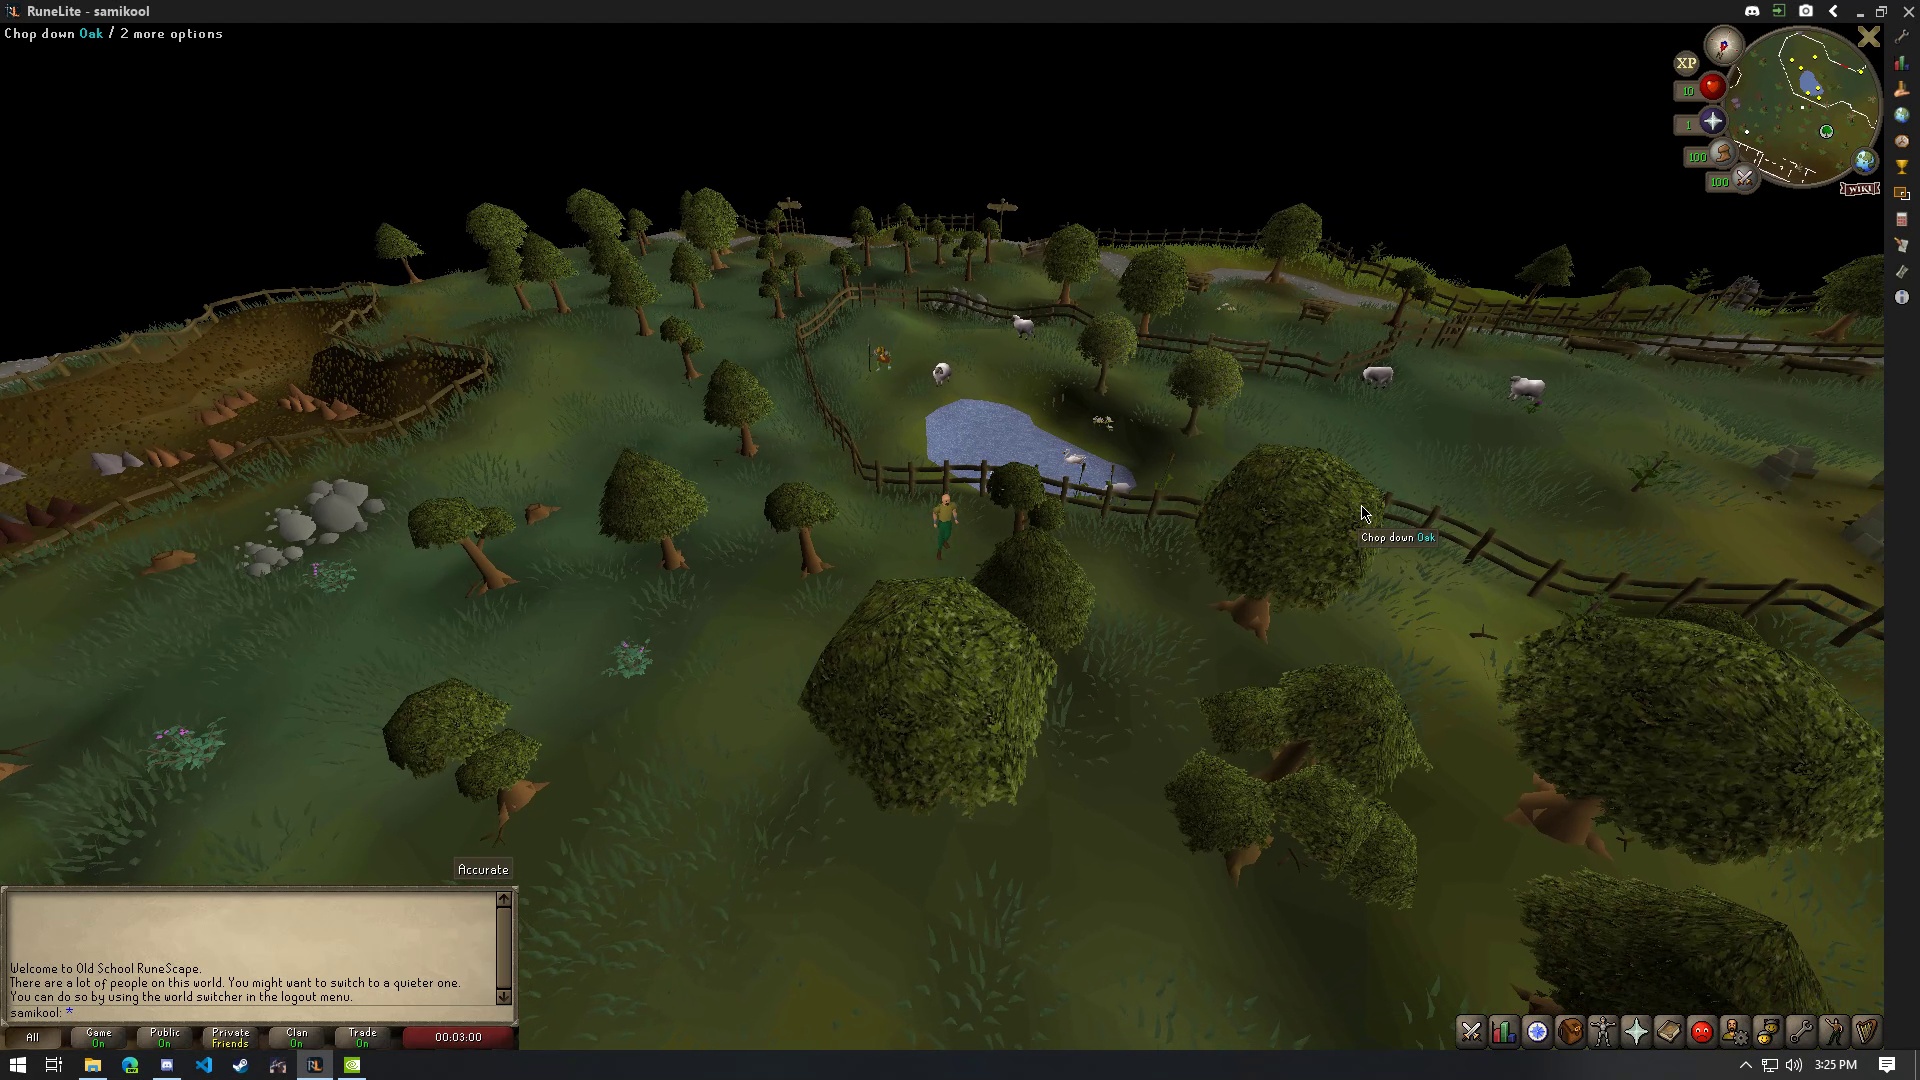 RuneLite - samikool
Chop down Oak / 2 more options
XP
10
1
100
100
WIKI
Chop down Oak
Accurate
Welcome to Old School RuneScape.
There are a lot of people on this world. You might want to switch to a quieter one.
You can do so by using the world switcher in the logout menu.
samikool: *
All
Game
On
Public
On
Private
Friends
Clan
On
Trade
On
00:03:00
3:25 PM